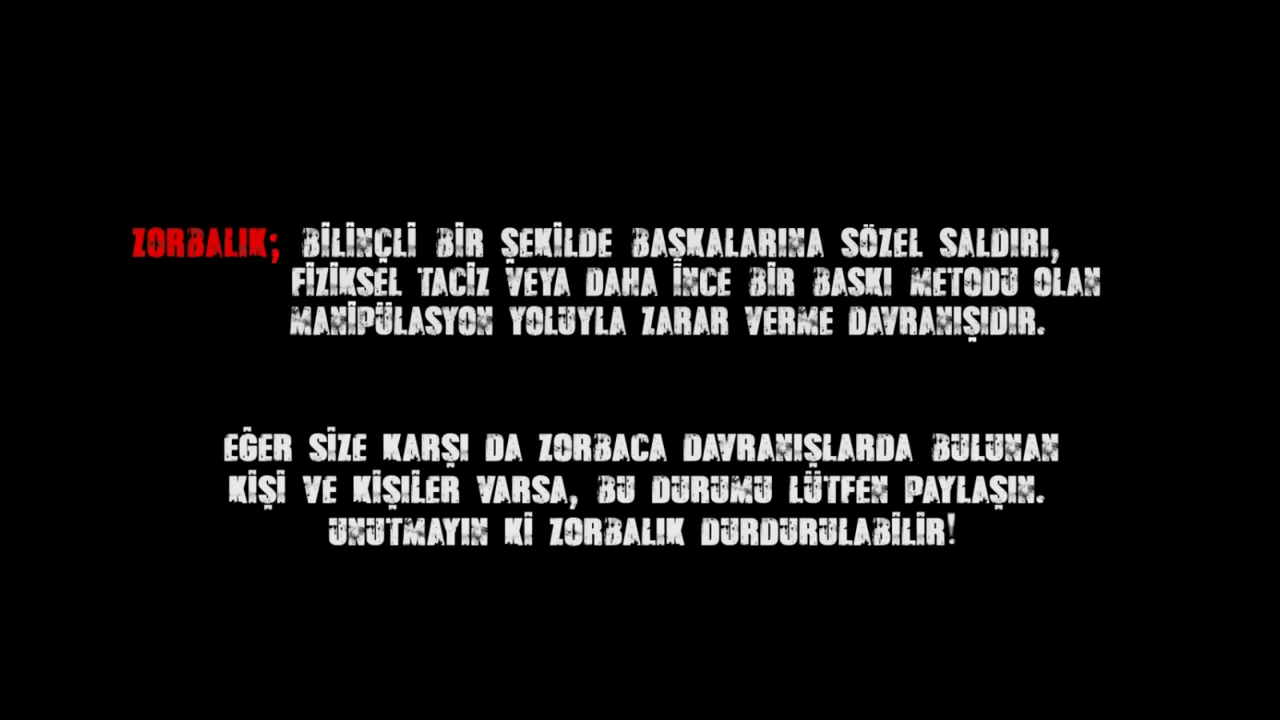 ZORBALIK; BİLİNÇLİ BİR ŞEKİLDE BAŞKALARINA SÖZEL SALDIRI,
FİZİKSEL TACİZ VEYA DAHA İNCE BİR BASKI METODU OLAN
MANİPÜLASYON YOLUYLA ZARAR VERME DAVRANIŞIDIR.
EĞER SİZE KARŞI DA ZORBACA DAVRANIŞLARDA BULUNAN
KİŞİ VE KİŞİLER VARSA, BU DURUMU LÜTFEN PAYLAŞIN.
UNUTMAYIN Kİ ZORBALIK DURDURULABİLİR!